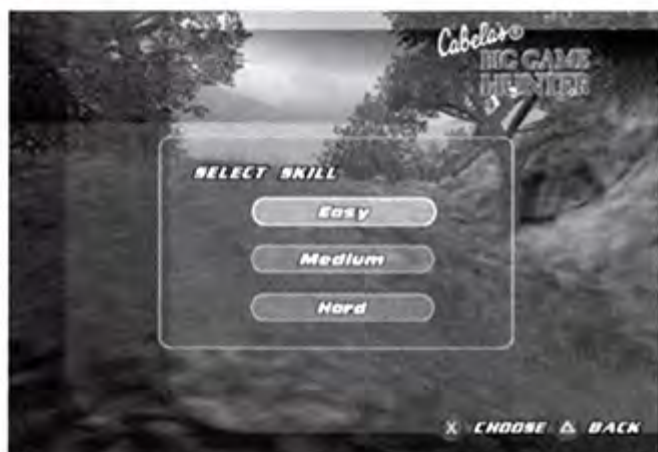 Cabela's®
BIG GAME
HUNTER
SELECT SKILL
Easy
Medium
Hard
X CHOOSE △ BACK